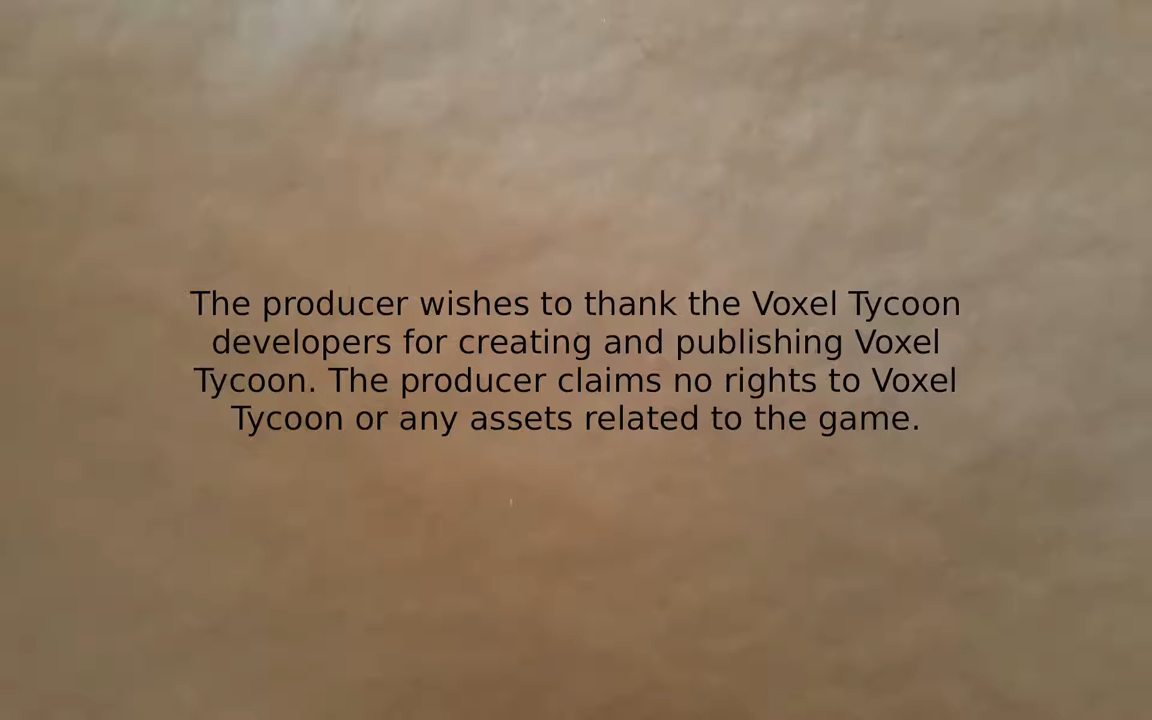 The producer wishes to thank the Voxel Tycoon
developers for creating and publishing Voxel
Tycoon. The producer claims no rights to Voxel
Tycoon or any assets related to the game.